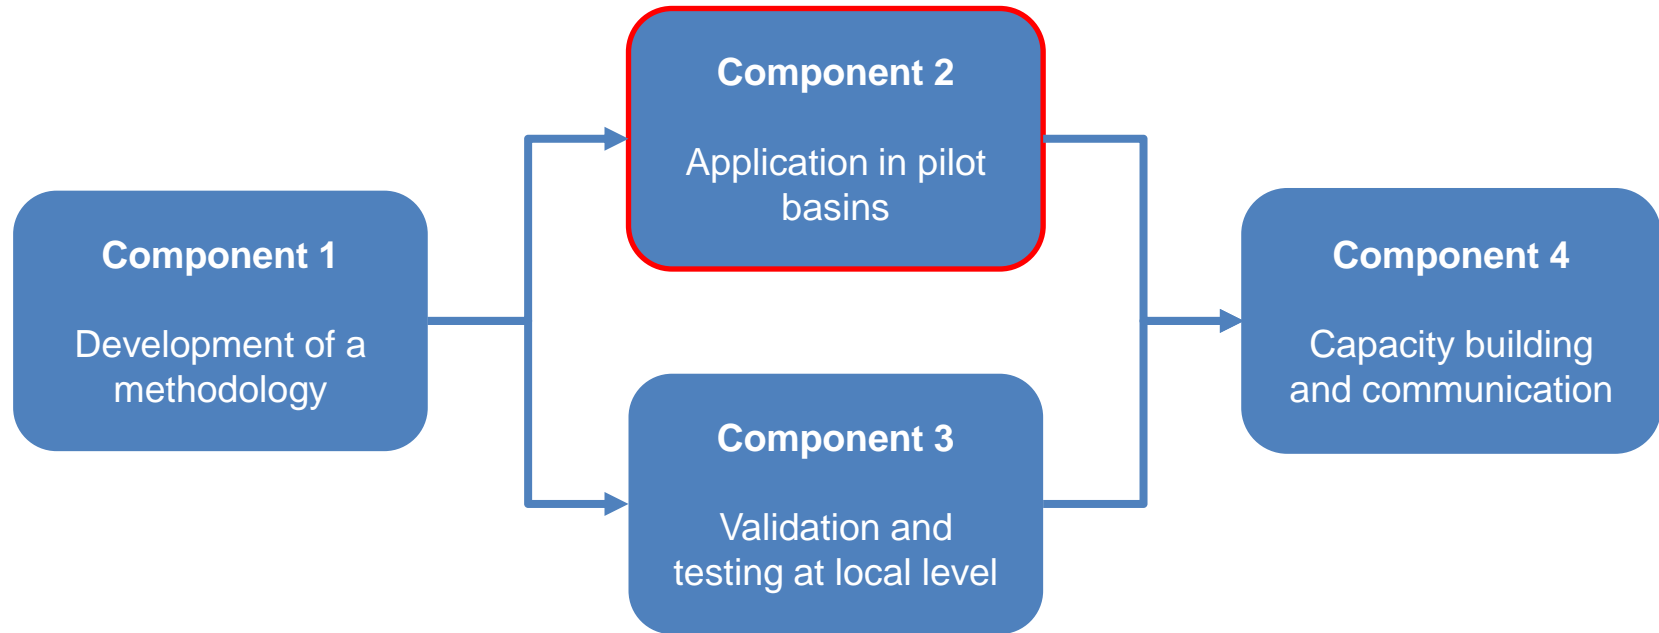 Component 1
Development of a
methodology
Component 2
Application in pilot
basins
Component 3
Validation and
testing at local level
Component 4
Capacity building
and communication